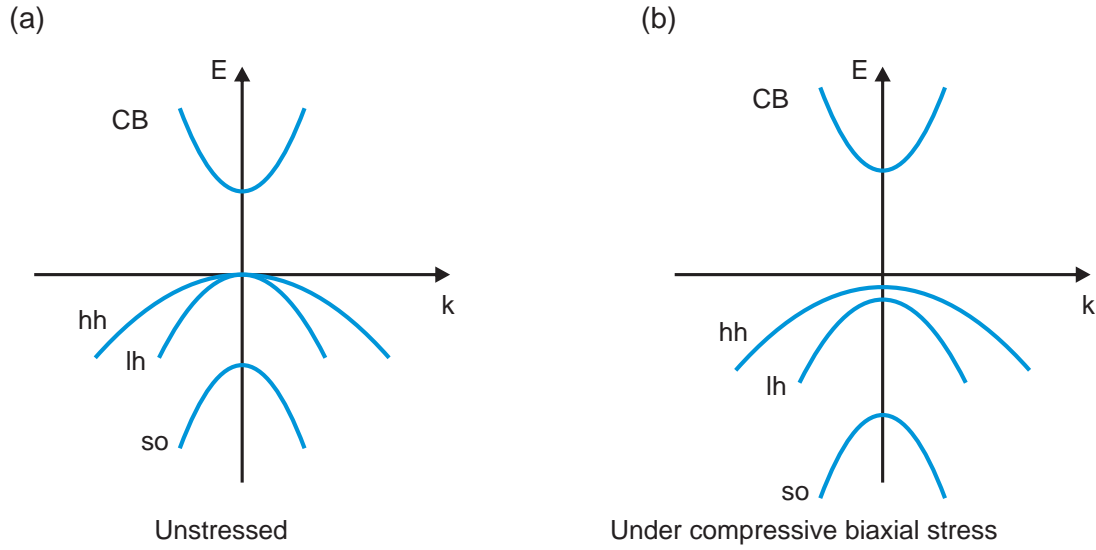 (a)
E
CB
k
hh
lh
so
Unstressed
(b)
E
CB
k
hh
lh
so
Under compressive biaxial stress